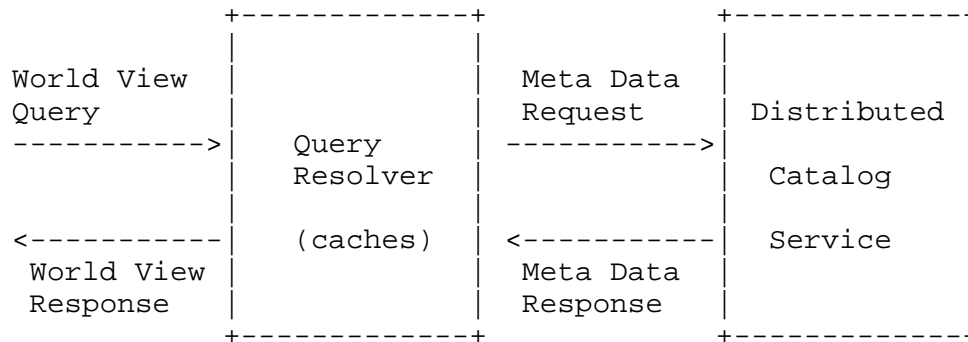 World View Meta Data
Query Request Distributed
Query
Resolver Catalog
(caches) Service
World View Meta Data
Response Response